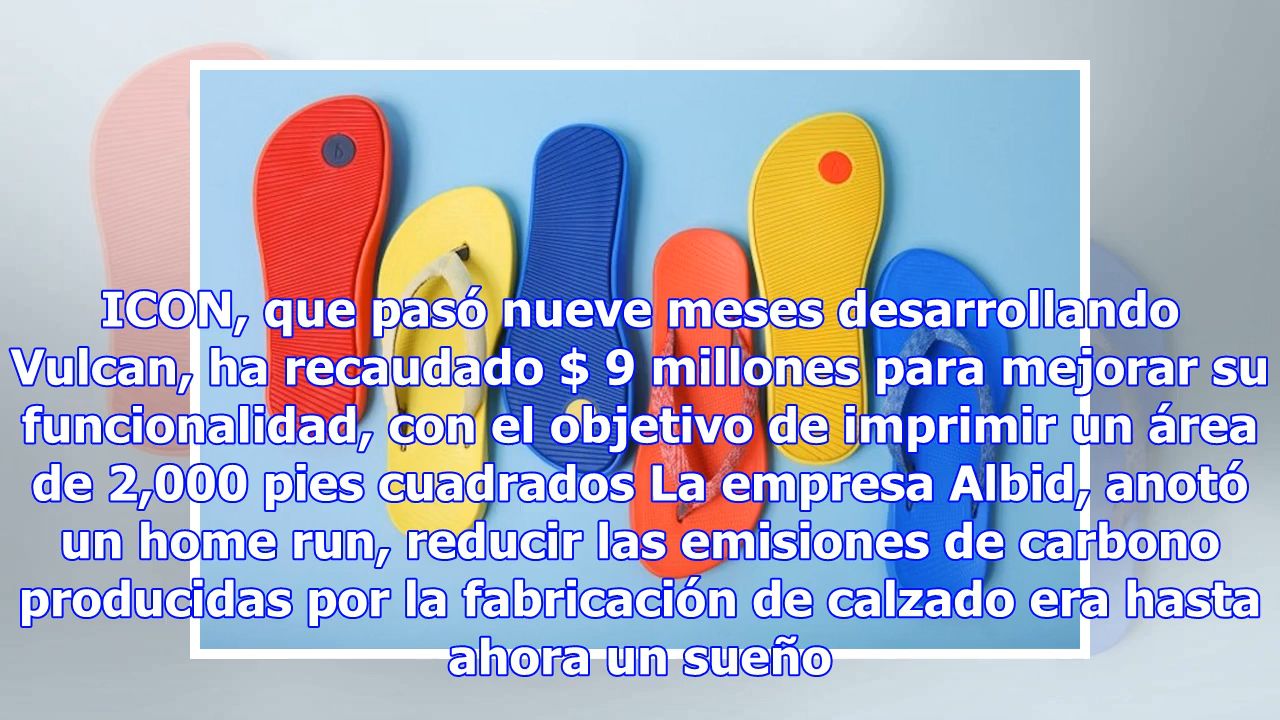 ICON, que pasó nueve meses desarrollando
Vulcan, ha recaudado $ 9 millones para mejorar su
funcionalidad, con el objetivo de imprimir un área
de 2,000 pies cuadrados La empresa Albid, anotó
un home run, reducir las emisiones de carbono
producidas por la fabricación de calzado era hasta
ahora un sueño